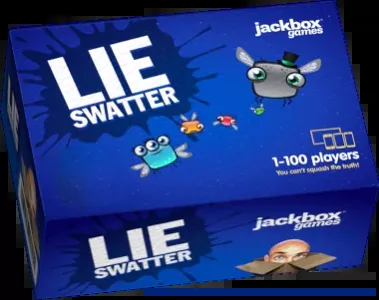 LIE
SWATTER
jackbox
games
1-100 players
You can't squash the truth!
LIE
SWATTER
jackbox
games